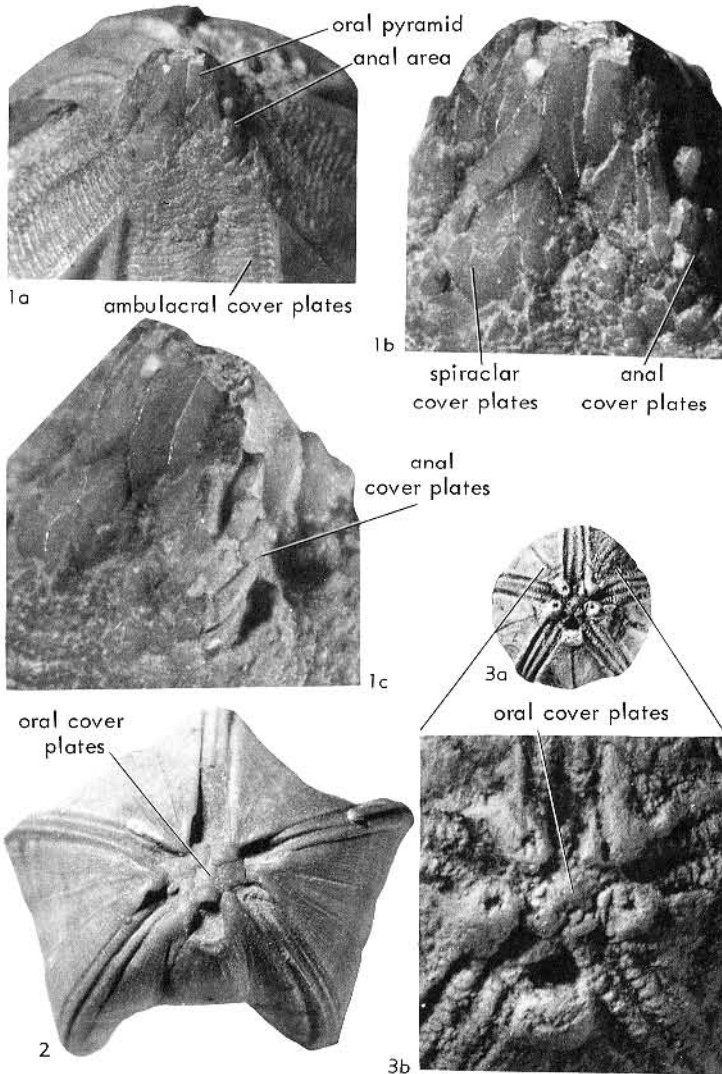 oral pyramid
anal area
1a
ambulacral cover plates
1b
spiraclar
cover plates
anal
cover plates
anal
cover plates
1c
3a
oral cover
plates
oral cover plates
2
3b